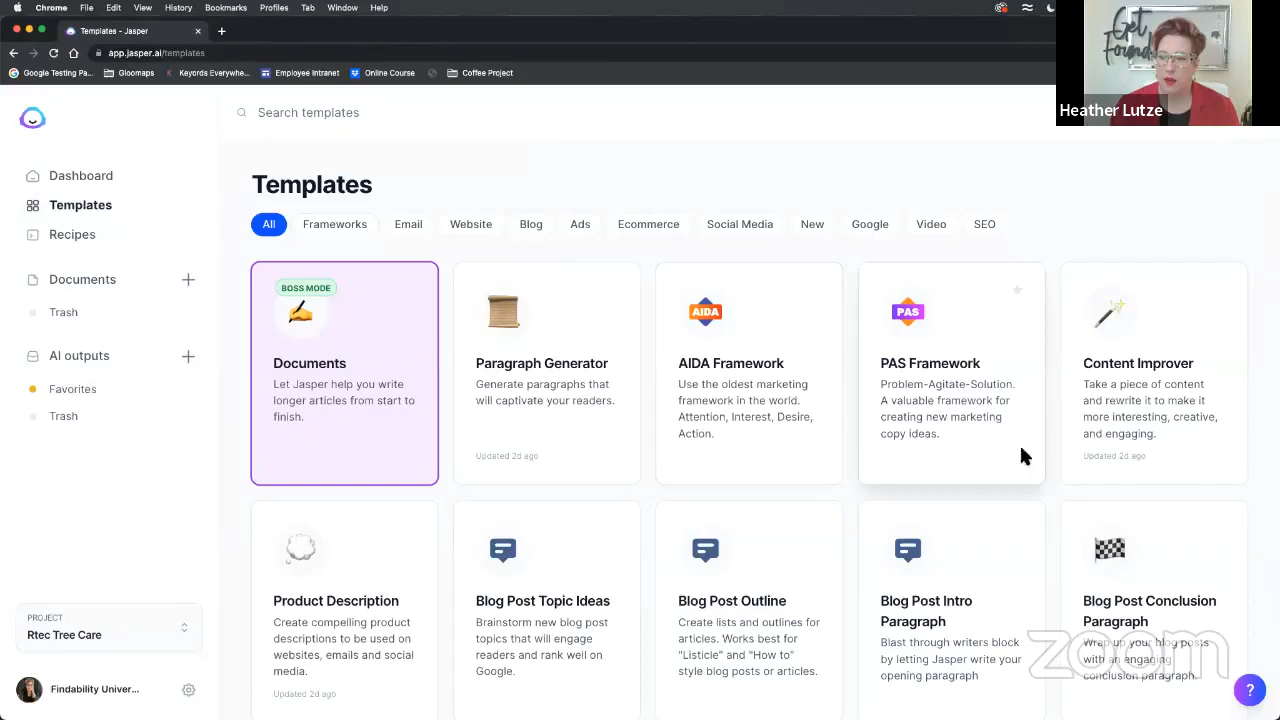 Chrome File Edit View History Bookmarks Profiles Tab Window Help
Templates - Jasper
app.jasper.ai/templates
Google Testing Pa... Gloomaps Keyords Everywhe... Employee Intranet Online Course Coffee Project
Get
Found
Heather Lutze
Search templates
Dashboard
Templates
Recipes
Documents
Trash
AI outputs
Favorites
Trash
PROJECT
Rtec Tree Care
Findability Univer...
Templates
All Frameworks Email Website Blog Ads Ecommerce Social Media New Google Video SEO
BOSS MODE
Documents
Let Jasper help you write
longer articles from start to
finish.
Paragraph Generator
Generate paragraphs that
will captivate your readers.
Updated 2d ago
AIDA
AIDA Framework
Use the oldest marketing
framework in the world.
Attention, Interest, Desire,
Action.
PAS
PAS Framework
Problem-Agitate-Solution.
A valuable framework for
creating new marketing
copy ideas.
Content Improver
Take a piece of content
and rewrite it to make it
more interesting, creative,
and engaging.
Updated 2d ago
Product Description
Create compelling product
descriptions to be used on
websites, emails and social
media.
Updated 2d ago
Blog Post Topic Ideas
Brainstorm new blog post
topics that will engage
readers and rank well on
Google.
Blog Post Outline
Create lists and outlines for
articles. Works best for
"Listicle" and "How to"
style blog posts or articles.
Blog Post Intro
Paragraph
Blast through writers block
by letting Jasper write your
opening paragraph
Blog Post Conclusion
Paragraph
Wrap up your blog posts
with an engaging
conclusion paragraph.
zoom
?